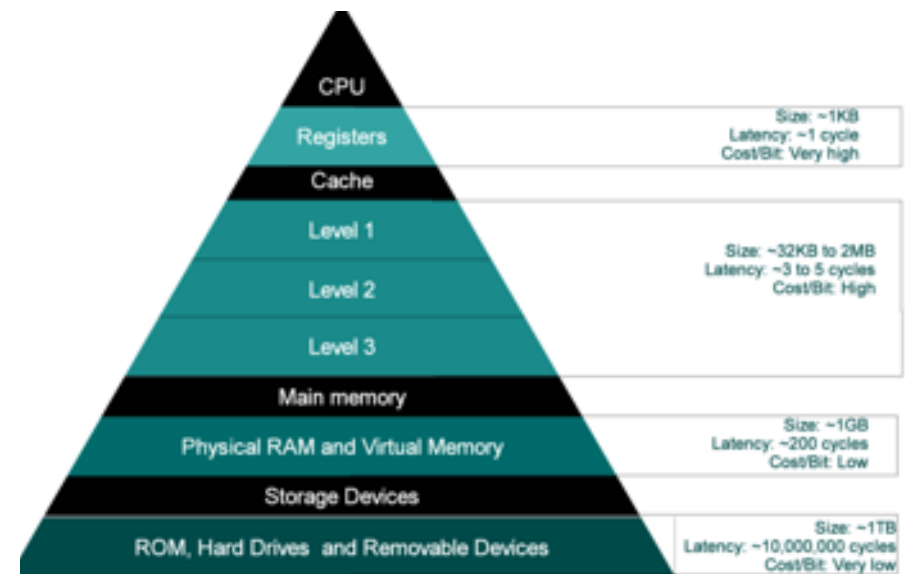 CPU
Registers
Size: ~1KB
Latency: ~1 cycle
Cost/Bit: Very high
Cache
Level 1
Level 2
Level 3
Size: ~32KB to 2MB
Latency: ~3 to 5 cycles
Cost/Bit: High
Main memory
Physical RAM and Virtual Memory
Size: ~1GB
Latency: ~200 cycles
Cost/Bit: Low
Storage Devices
ROM, Hard Drives and Removable Devices
Size: ~1TB
Latency: ~10,000,000 cycles
Cost/Bit: Very low